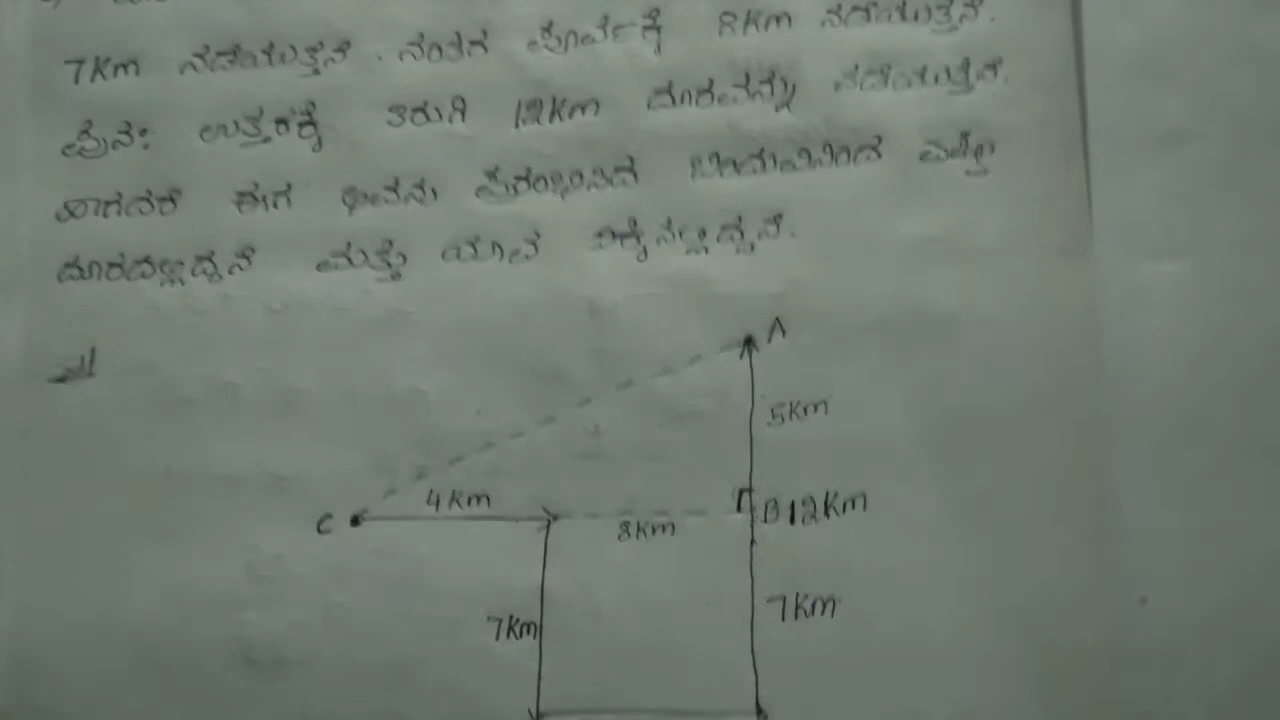 7Km ನಡೆಯುತ್ತಾನೆ. ನಂತರ ಪೂರ್ವಕ್ಕೆ 8Km ನಡೆಯುತ್ತಾನೆ.
ಪುನಃ ಉತ್ತರಕ್ಕೆ ತಿರುಗಿ 12Km ದೂರವನ್ನು ನಡೆಯುತ್ತಾನೆ.
ಹಾಗಾದರೆ ಈಗ ಅವನು ಪ್ರಾರಂಭಿಸಿದ ಬಿಂದುವಿನಿಂದ ಎಷ್ಟು
ದೂರದಲ್ಲಿದ್ದಾನೆ ಮತ್ತು ಯಾವ ದಿಕ್ಕಿನಲ್ಲಿದ್ದಾನೆ.
A
5Km
4Km
C
8Km
B 12Km
7Km
7Km